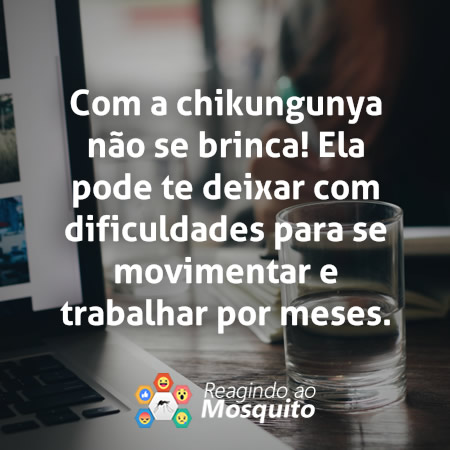 Com a chikungunya
não se brinca! Ela
pode te deixar com
dificuldades para se
movimentar e
trabalhar por meses.
Reagindo ao
Mosquito